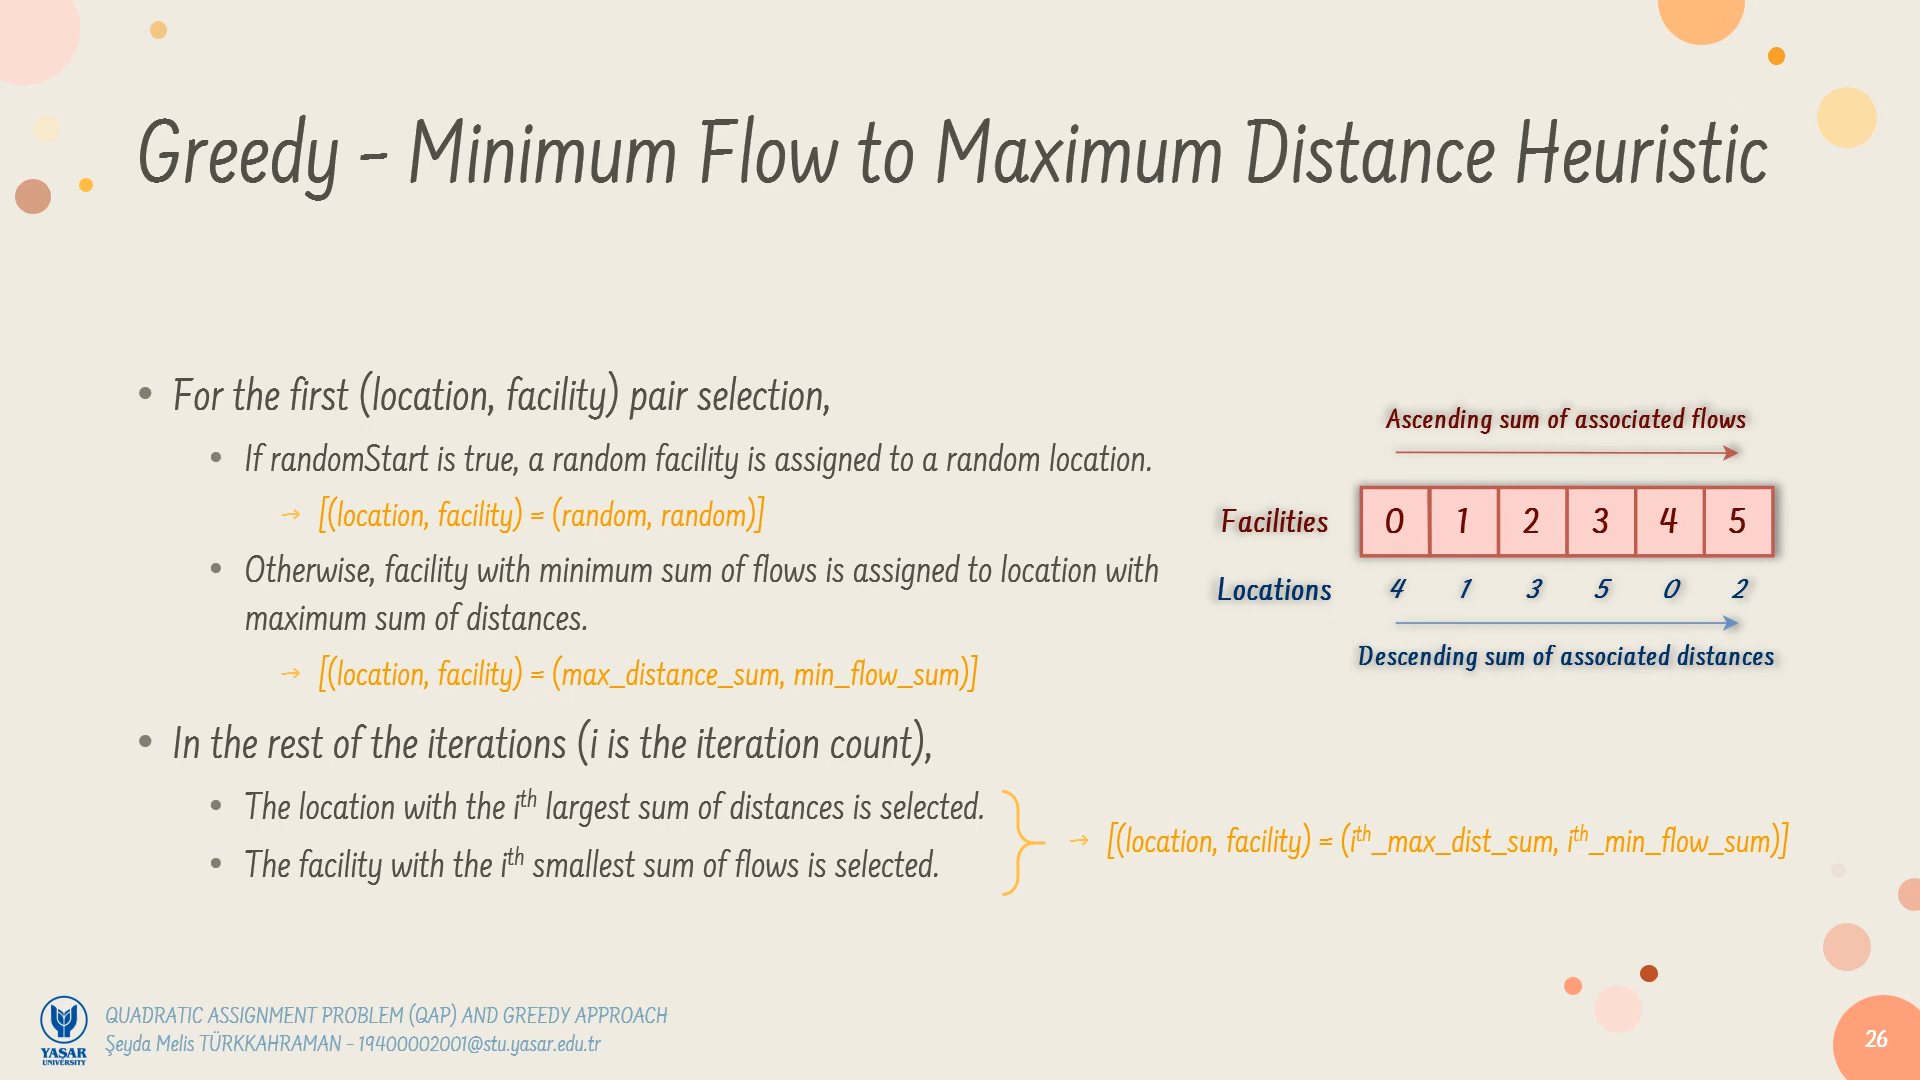 Greedy - Minimum Flow to Maximum Distance Heuristic
• For the first (location, facility) pair selection,
• If randomStart is true, a random facility is assigned to a random location.
→ [(location, facility) = (random, random)]
• Otherwise, facility with minimum sum of flows is assigned to location with
maximum sum of distances.
→ [(location, facility) = (max_distance_sum, min_flow_sum)]
• In the rest of the iterations (i is the iteration count),
• The location with the iᵗʰ largest sum of distances is selected.
• The facility with the iᵗʰ smallest sum of flows is selected.
→ [(location, facility) = (iᵗʰ_max_dist_sum, iᵗʰ_min_flow_sum)]
Ascending sum of associated flows
Facilities 0 1 2 3 4 5
Locations 4 1 3 5 0 2
Descending sum of associated distances
YAŞAR
UNIVERSITY
QUADRATIC ASSIGNMENT PROBLEM (QAP) AND GREEDY APPROACH
Şeyda Melis TÜRKKAHRAMAN - 19400002001@stu.yasar.edu.tr
26